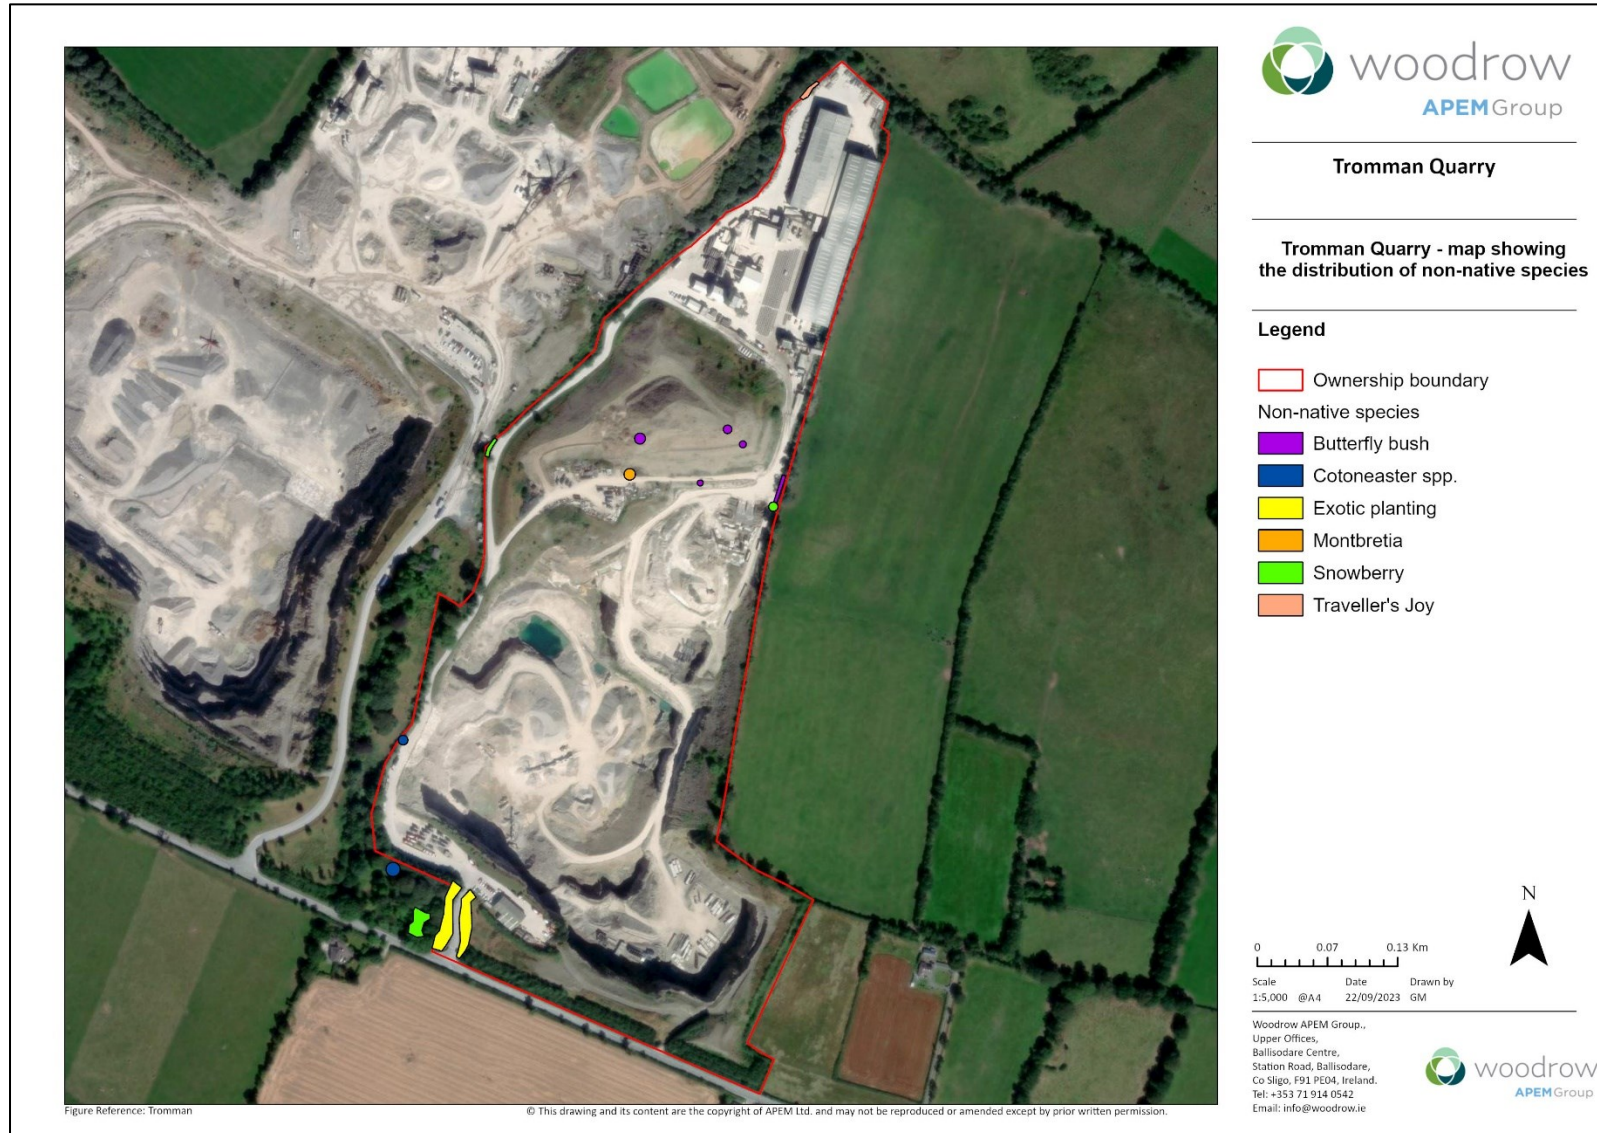 woodrow
APEMGroup
Tromman Quarry
Tromman Quarry - map showing
the distribution of non-native species
Legend
Ownership boundary
Non-native species
Butterfly bush
Cotoneaster spp.
Exotic planting
Montbretia
Snowberry
Traveller's Joy
N
0 0.07 0.13 Km
Scale Date Drawn by
1:5,000 @A4 22/09/2023 GM
Woodrow APEM Group.,
Upper Offices,
Ballisodare Centre,
Station Road, Ballisodare,
Co Sligo, F91 PE04, Ireland.
Tel: +353 71 914 0542
Email: info@woodrow.ie
woodrow
APEMGroup
Figure Reference: Tromman
© This drawing and its content are the copyright of APEM Ltd. and may not be reproduced or amended except by prior written permission.